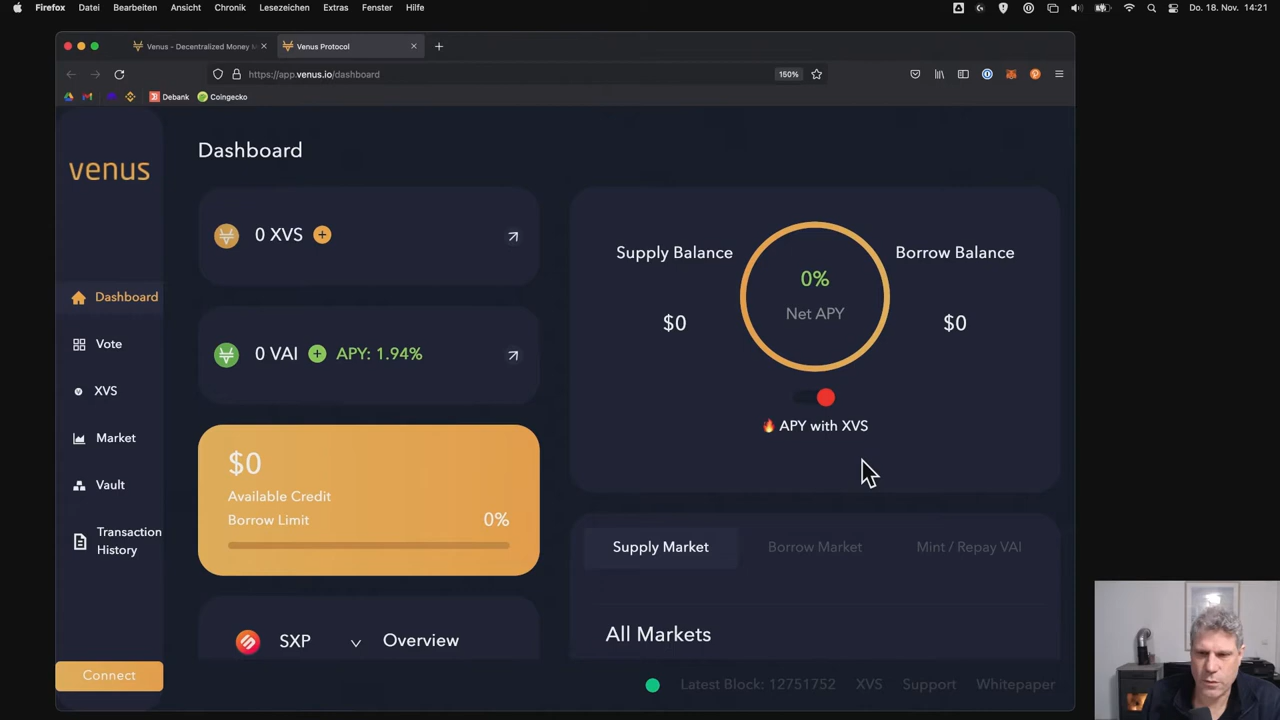 Firefox Datei Bearbeiten Ansicht Chronik Lesezeichen Extras Fenster Hilfe Do. 18. Nov. 14:21
Venus - Decentralized Money M Venus Protocol
https://app.venus.io/dashboard 150%
Debank Coingecko
venus
Dashboard
Vote
XVS
Market
Vault
Transaction
History
Connect
Dashboard
0 XVS
0 VAI APY: 1.94%
$0
Available Credit
Borrow Limit 0%
SXP Overview
Supply Balance
$0
0%
Net APY
Borrow Balance
$0
APY with XVS
Supply Market Borrow Market Mint / Repay VAI
All Markets
Latest Block: 12751752 XVS Support Whitepaper